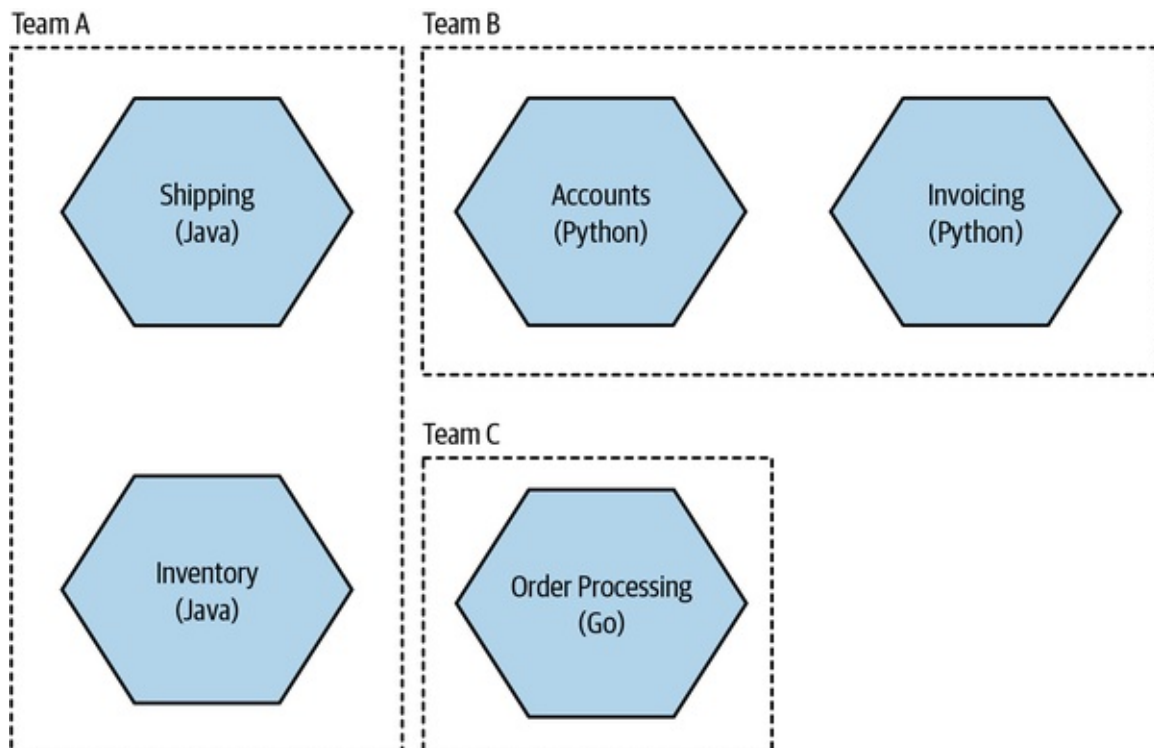 Team A
Shipping
(Java)
Inventory
(Java)
Team B
Accounts
(Python)
Invoicing
(Python)
Team C
Order Processing
(Go)